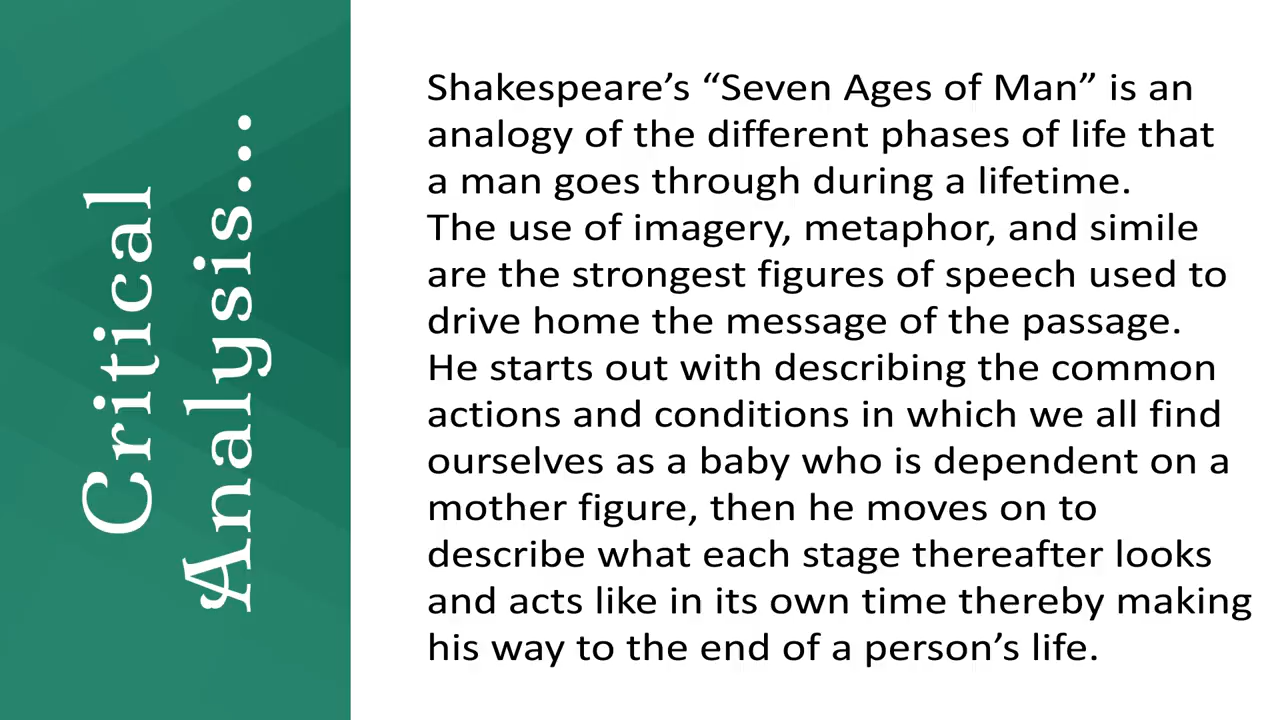 Critical
Analysis...
Shakespeare’s “Seven Ages of Man” is an
analogy of the different phases of life that
a man goes through during a lifetime.
The use of imagery, metaphor, and simile
are the strongest figures of speech used to
drive home the message of the passage.
He starts out with describing the common
actions and conditions in which we all find
ourselves as a baby who is dependent on a
mother figure, then he moves on to
describe what each stage thereafter looks
and acts like in its own time thereby making
his way to the end of a person’s life.